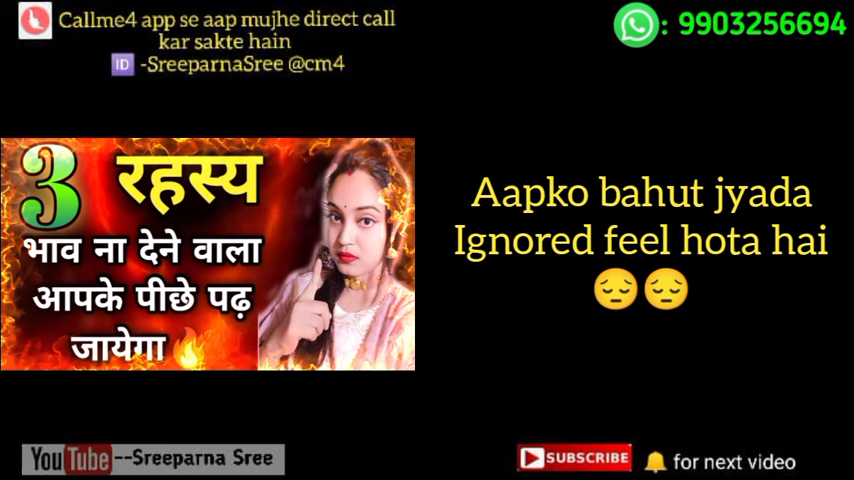 Callme4 app se aap mujhe direct call
kar sakte hain
🆔 -SreeparnaSree @cm4
: 9903256694
3 रहस्य
भाव ना देने वाला
आपके पीछे पढ़
जायेगा🔥
Aapko bahut jyada
Ignored feel hota hai
😔😔
YouTube--Sreeparna Sree
SUBSCRIBE 🔔 for next video